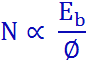 N ∝ E_b / Ø